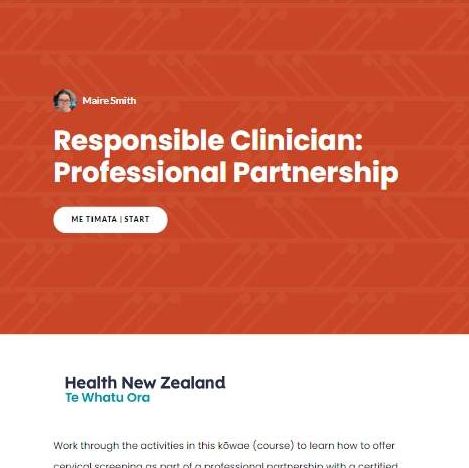 Maire Smith
Responsible Clinician:
Professional Partnership
ME TIMATA | START
Health New Zealand
Te Whatu Ora
Work through the activities in this kōwae (course) to learn how to offer
cervical screening as part of a professional partnership with a certified